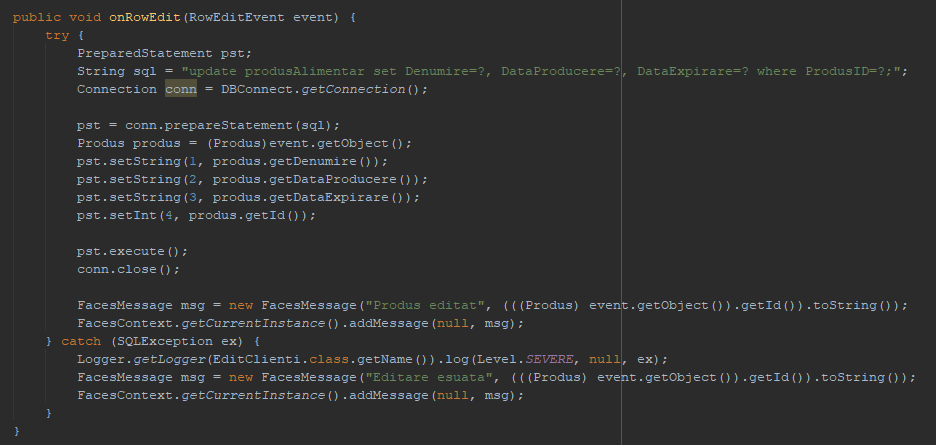 public void onRowEdit(RowEditEvent event) {
try {
PreparedStatement pst;
String sql = "update produsAlimentar set Denumire=?, DataProducere=?, DataExpirare=? where ProdusID=?;";
Connection conn = DBConnect.getConnection();
pst = conn.prepareStatement(sql);
Produs produs = (Produs)event.getObject();
pst.setString(1, produs.getDenumire());
pst.setString(2, produs.getDataProducere());
pst.setString(3, produs.getDataExpirare());
pst.setInt(4, produs.getId());
pst.execute();
conn.close();
FacesMessage msg = new FacesMessage("Produs editat", (((Produs) event.getObject()).getId()).toString());
FacesContext.getCurrentInstance().addMessage(null, msg);
} catch (SQLException ex) {
Logger.getLogger(EditClienti.class.getName()).log(Level.SEVERE, null, ex);
FacesMessage msg = new FacesMessage("Editare esuata", (((Produs) event.getObject()).getId()).toString());
FacesContext.getCurrentInstance().addMessage(null, msg);
}
}